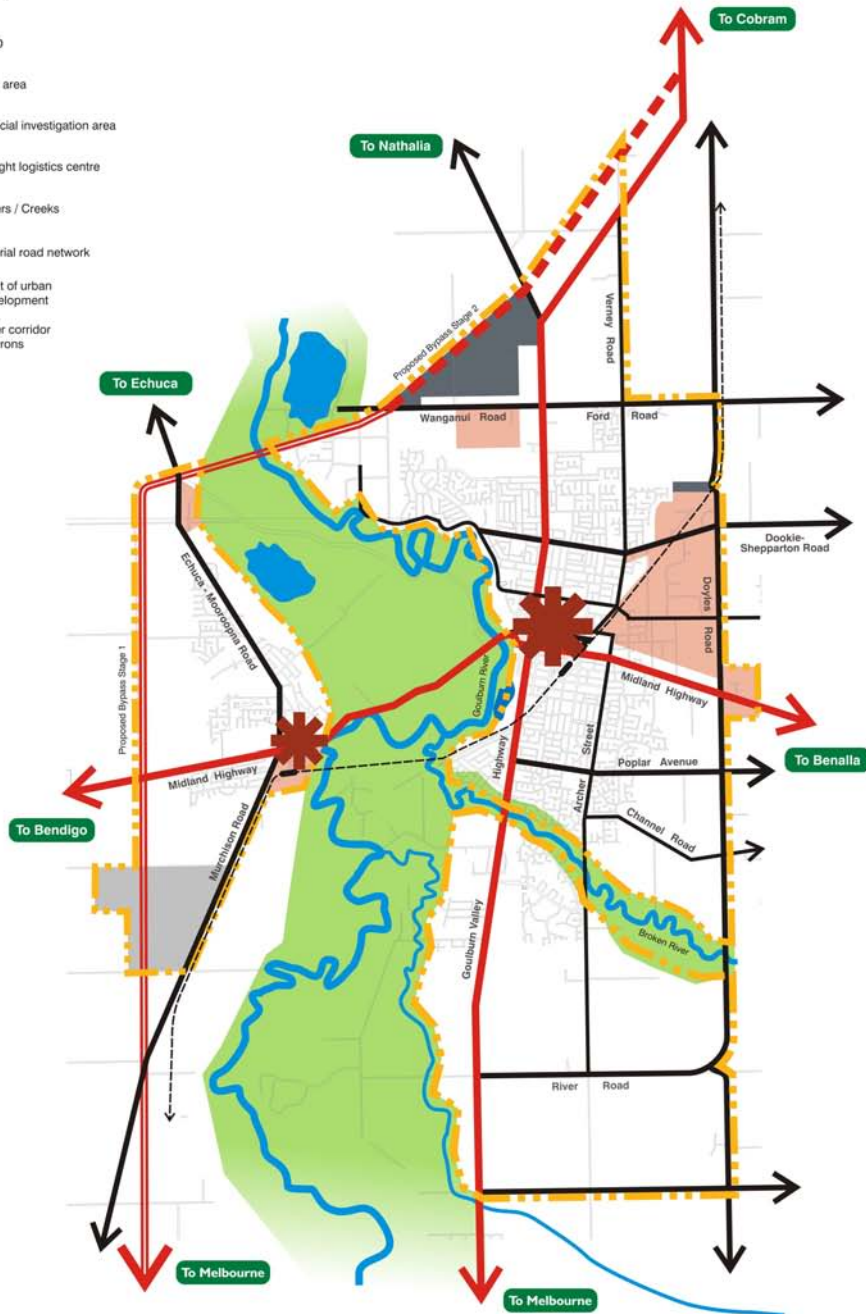 area
cial investigation area
ght logistics centre
rs / Creeks
rial road network
t of urban
elopment
er corridor
rons
To Cobram
To Nathalia
To Echuca
Proposed Bypass Stage 2
Verney Road
Wanganui Road
Ford Road
Dookie-
Shepparton Road
Doyles Road
Echuca - Mooroopna Road
Proposed Bypass Stage 1
Goulburn River
Midland Highway
To Benalla
Midland Highway
To Bendigo
Murchison Road
Goulburn Valley Highway
Archer Street
Poplar Avenue
Channel Road
Broken River
River Road
To Melbourne
To Melbourne